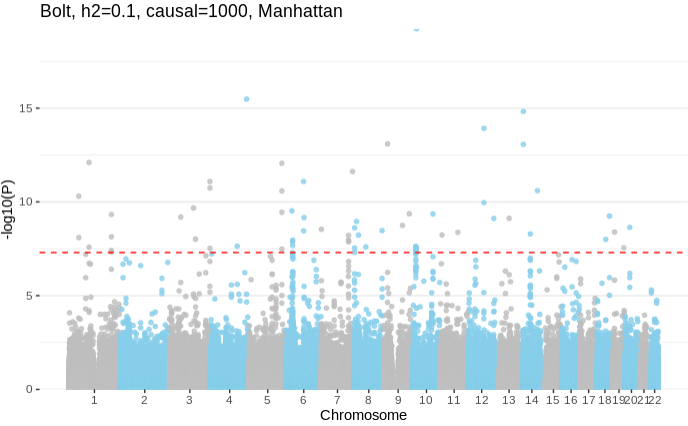 Bolt, h2=0.1, causal=1000, Manhattan
-log10(P)
15
10
5
0
1 2 3 4 5 6 7 8 9 10 11 12 13 14 15 16 17 18 19 20 21 22
Chromosome